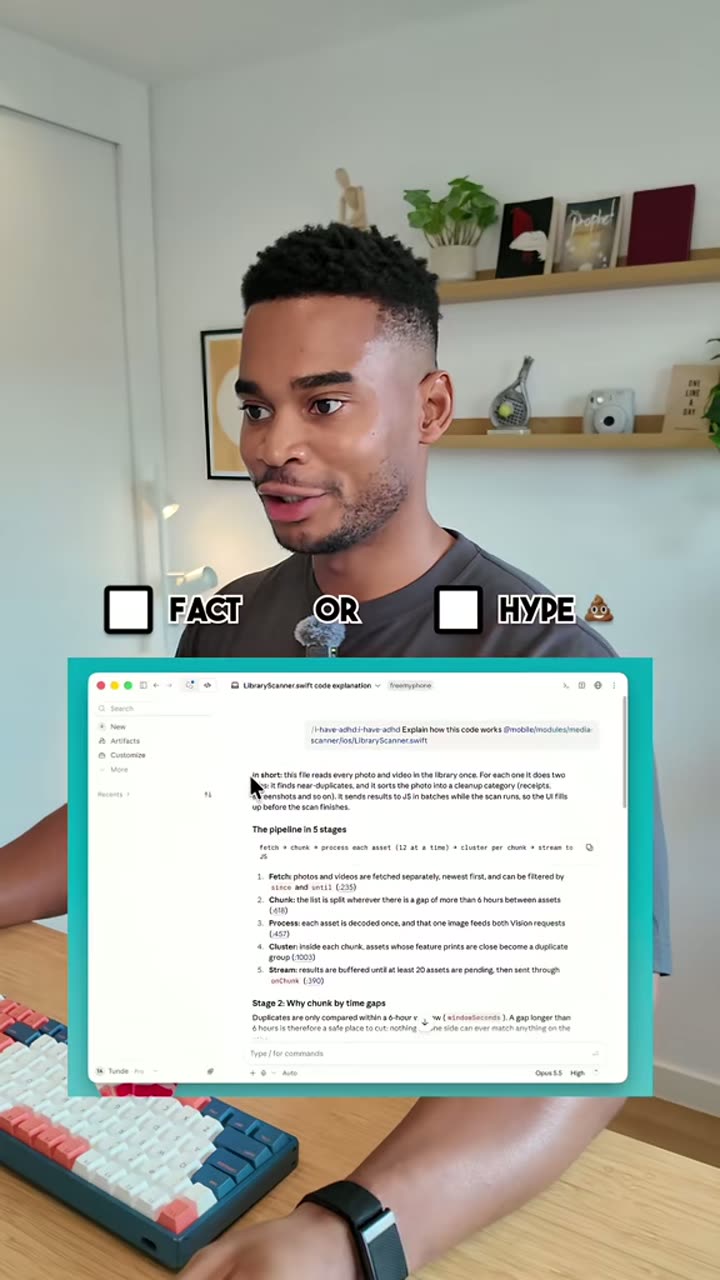 Prophet
ONE
LINE
A
DAY
FACT OR HYPE 💩
LibraryScanner.swift code explanation freemyphone
Search
New
Artifacts
Customize
More
Recents
/i-have-adhd:i-have-adhd Explain how this code works @mobile/modules/media-
scanner/ios/LibraryScanner.swift
In short: this file reads every photo and video in the library once. For each one it does two
it finds near-duplicates, and it sorts the photo into a cleanup category (receipts,
screenshots and so on). It sends results to JS in batches while the scan runs, so the UI fills
up before the scan finishes.
The pipeline in 5 stages
fetch → chunk → process each asset (12 at a time) → cluster per chunk → stream to
JS
1. Fetch: photos and videos are fetched separately, newest first, and can be filtered by
since and until (:235)
2. Chunk: the list is split wherever there is a gap of more than 6 hours between assets
(:618)
3. Process: each asset is decoded once, and that one image feeds both Vision requests
(:457)
4. Cluster: inside each chunk, assets whose feature prints are close become a duplicate
group (:1003)
5. Stream: results are buffered until at least 20 assets are pending, then sent through
onChunk (:390)
Stage 2: Why chunk by time gaps
Duplicates are only compared within a 6-hour (windowSeconds). A gap longer than
6 hours is therefore a safe place to cut: nothing one side can ever match anything on the
Type / for commands
TA Tunde Pro
Auto
Opus 5.5 High